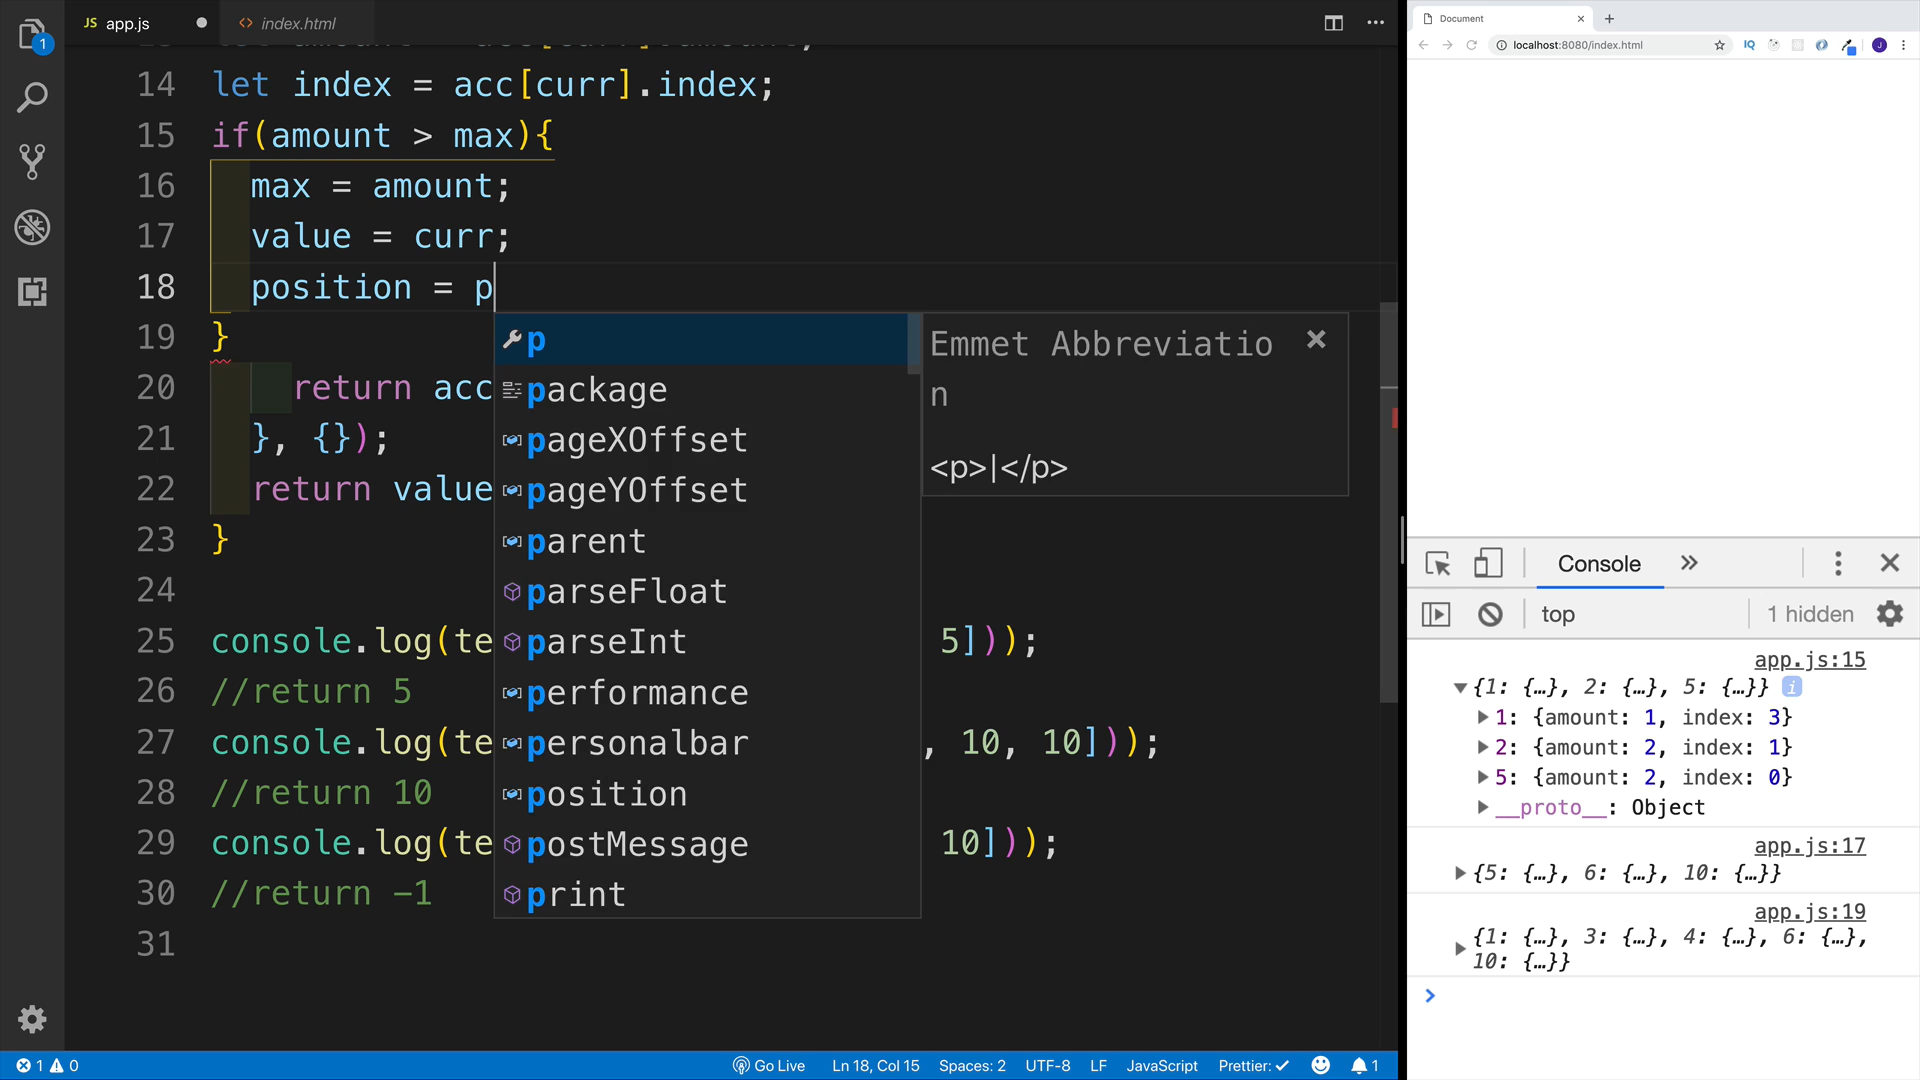 JS app.js
<> index.html
Document
localhost:8080/index.html
IQ
J
1
14 let index = acc[curr].index;
15 if(amount > max){
16 max = amount;
17 value = curr;
18 position = p
19 }
20 return acc
21 }, {});
22 return value
23 }
24
25 console.log(te 5]));
26 //return 5
27 console.log(te , 10, 10]));
28 //return 10
29 console.log(te 10]));
30 //return -1
31
p
package
pageXOffset
pageYOffset
parent
parseFloat
parseInt
performance
personalbar
position
postMessage
print
Emmet Abbreviatio
n
<p>|</p>
Console
top
1 hidden
app.js:15
{1: {…}, 2: {…}, 5: {…}} i
1: {amount: 1, index: 3}
2: {amount: 2, index: 1}
5: {amount: 2, index: 0}
__proto__: Object
app.js:17
{5: {…}, 6: {…}, 10: {…}}
app.js:19
{1: {…}, 3: {…}, 4: {…}, 6: {…},
10: {…}}
1 0 Go Live Ln 18, Col 15 Spaces: 2 UTF-8 LF JavaScript Prettier: ✓ 1